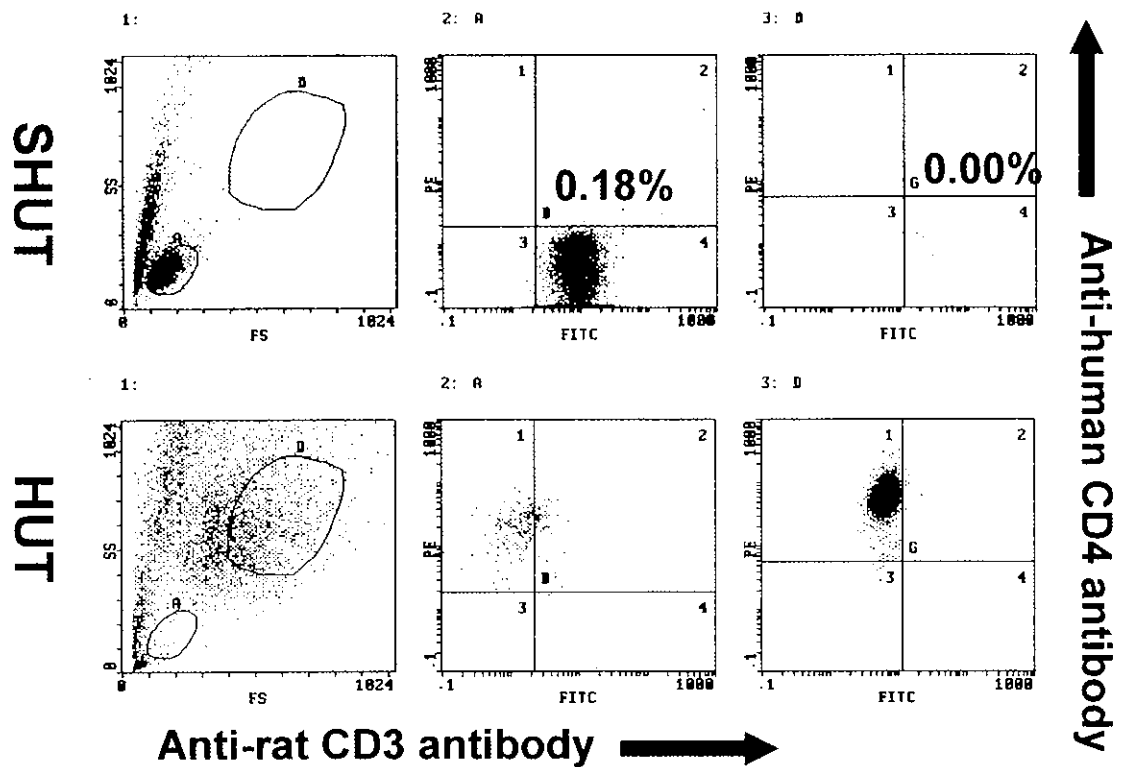 1:
2: A
3: D
SHUT
1024
SS
0
D
A
0
1024
FS
1000
PE
.1
1
2
0.18%
D
3
4
.1
1000
FITC
1000
PE
.1
1
2
0.00%
G
3
4
.1
1000
FITC
1:
2: A
3: D
HUT
1024
SS
0
D
A
0
1024
FS
1000
PE
.1
1
2
D
3
4
.1
1000
FITC
1000
PE
.1
1
2
G
3
4
.1
1000
FITC
Anti-human CD4 antibody
Anti-rat CD3 antibody